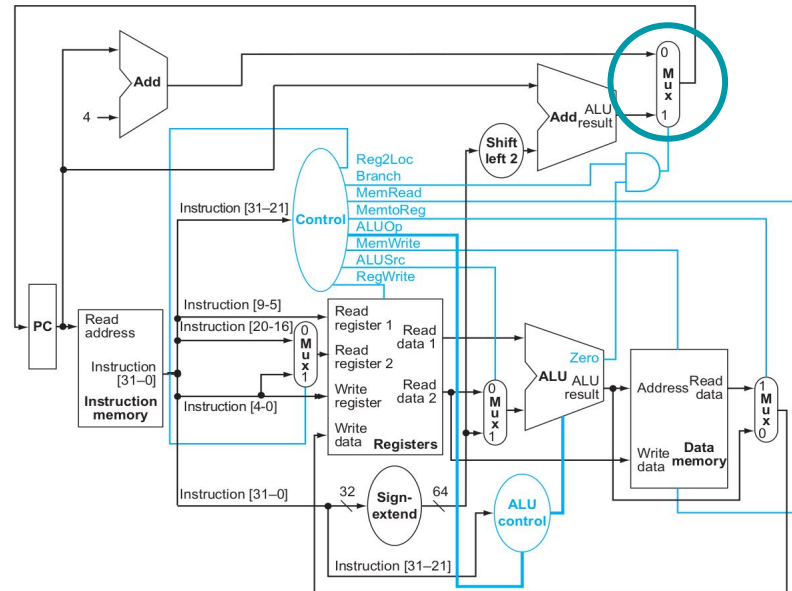 Add
4
0
M
u
x
1
Add
ALU
result
Shift
left 2
Reg2Loc
Branch
MemRead
MemtoReg
ALUOp
MemWrite
ALUSrc
RegWrite
Control
Instruction [31–21]
PC
Read
address
Instruction
[31–0]
Instruction
memory
Instruction [9-5]
Instruction [20-16]
Instruction [4-0]
0
M
u
x
1
Read
register 1
Read
register 2
Write
register
Write
data
Read
data 1
Read
data 2
Registers
0
M
u
x
1
Zero
ALU
ALU
result
Address
Read
data
Write
data
Data
memory
1
M
u
x
0
Instruction [31–0]
32
Sign-
extend
64
ALU
control
Instruction [31–21]